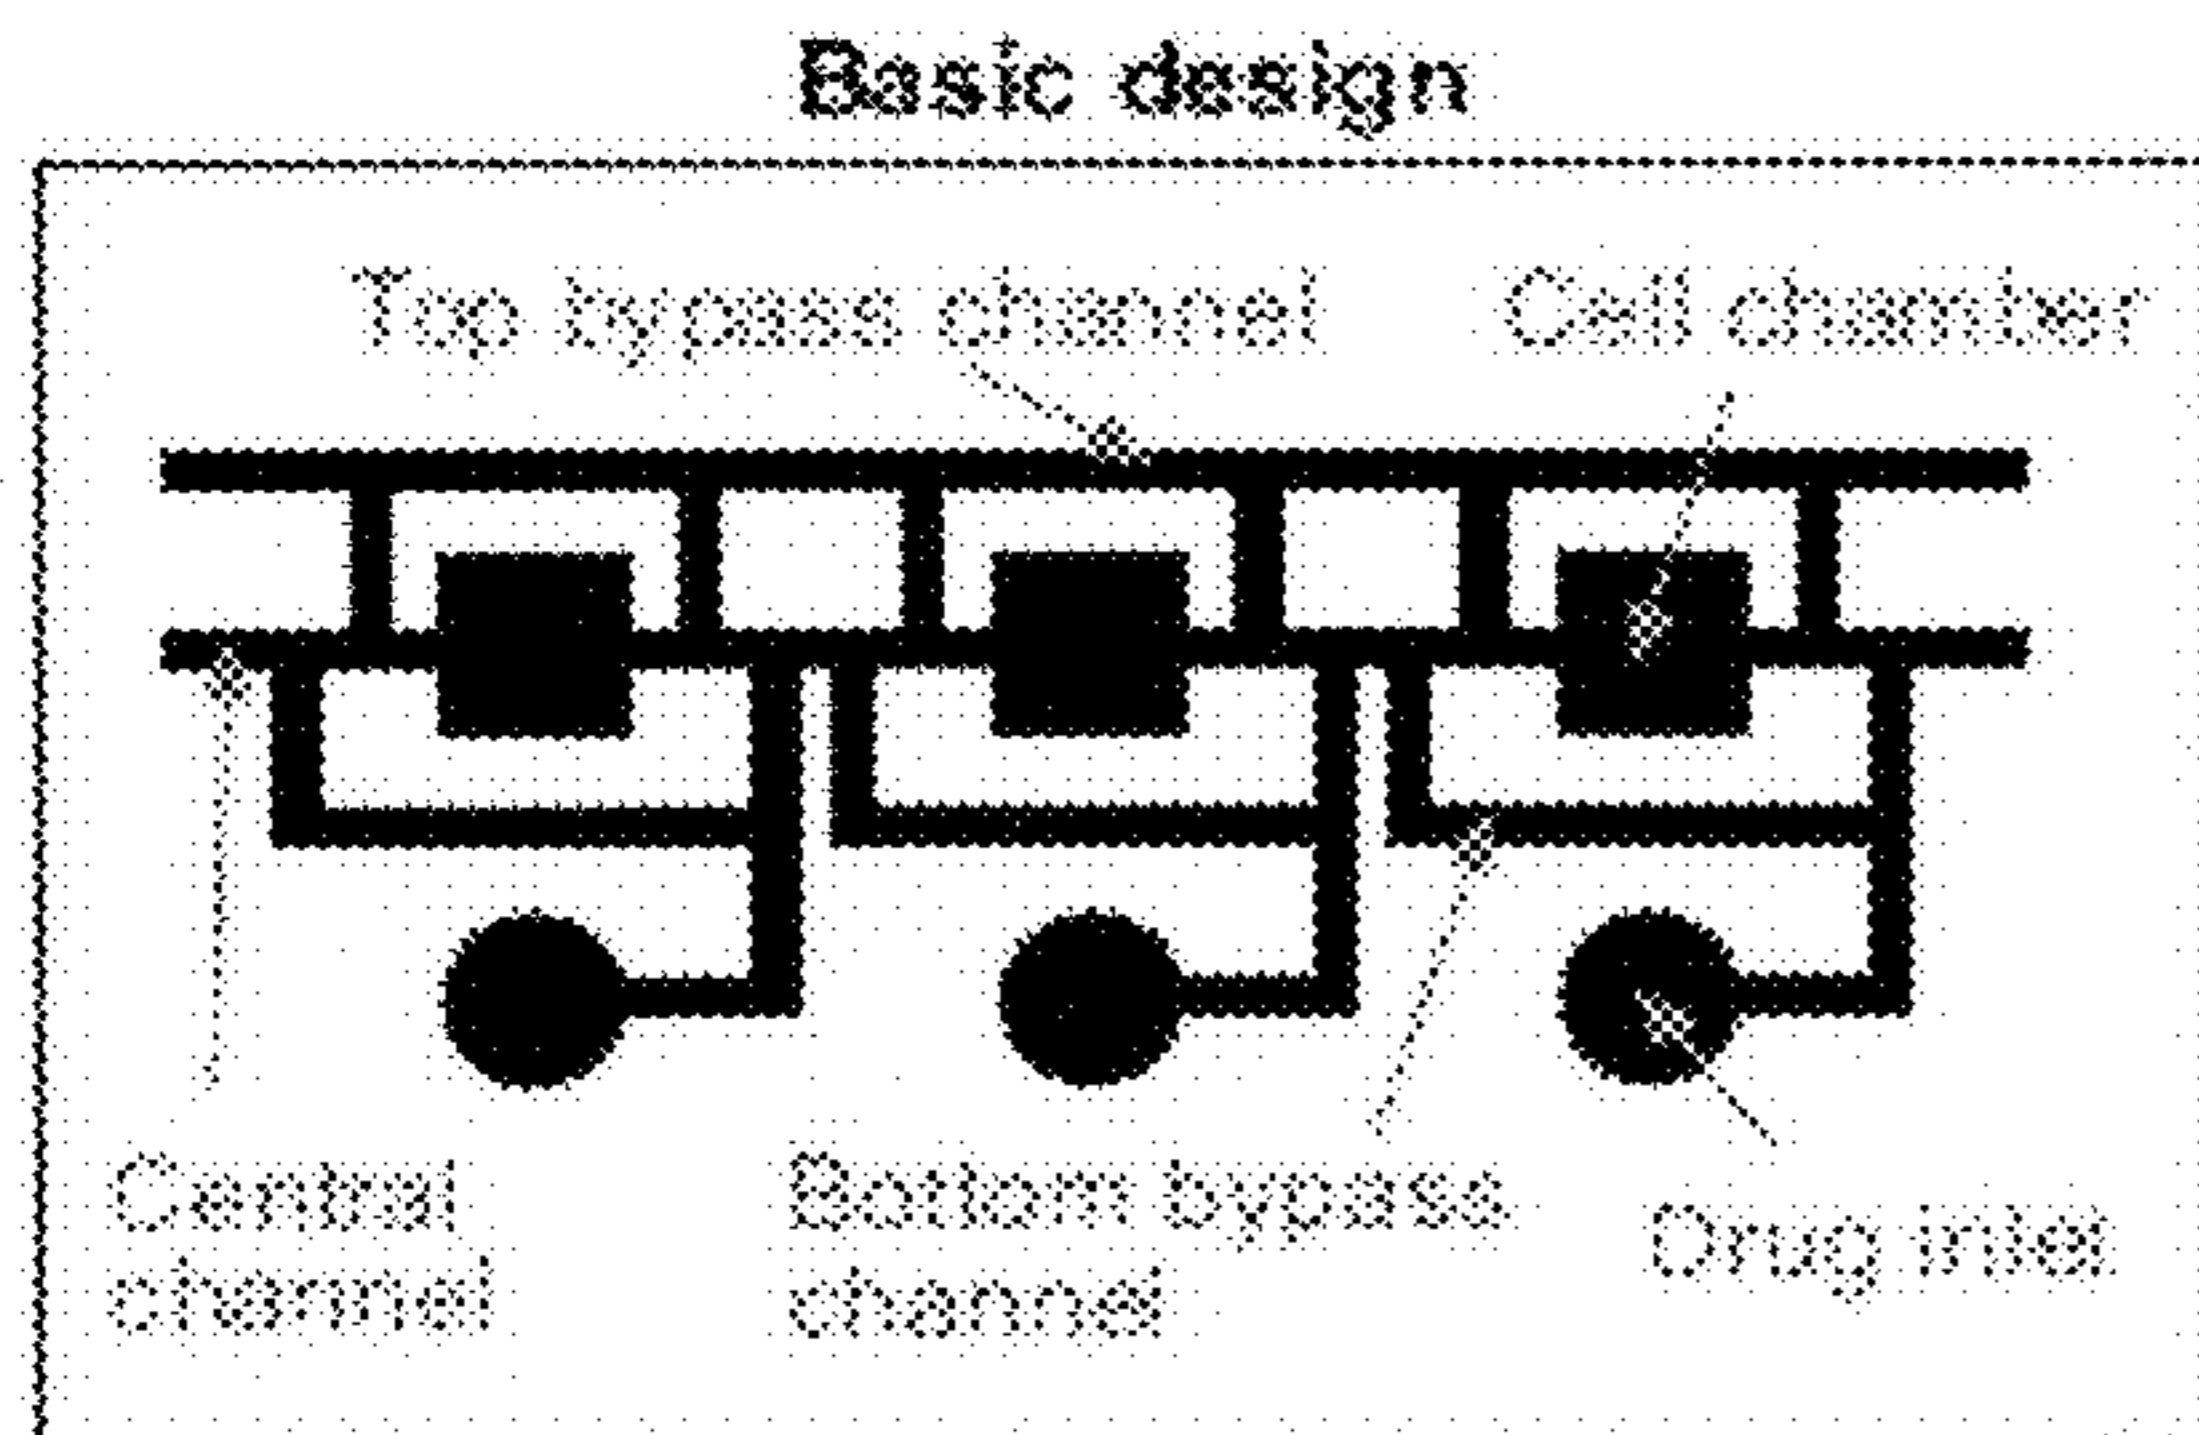 Basic design
Top bypass channel
Cell chamber
Central
channel
Bottom bypass
channel
Drug inlet